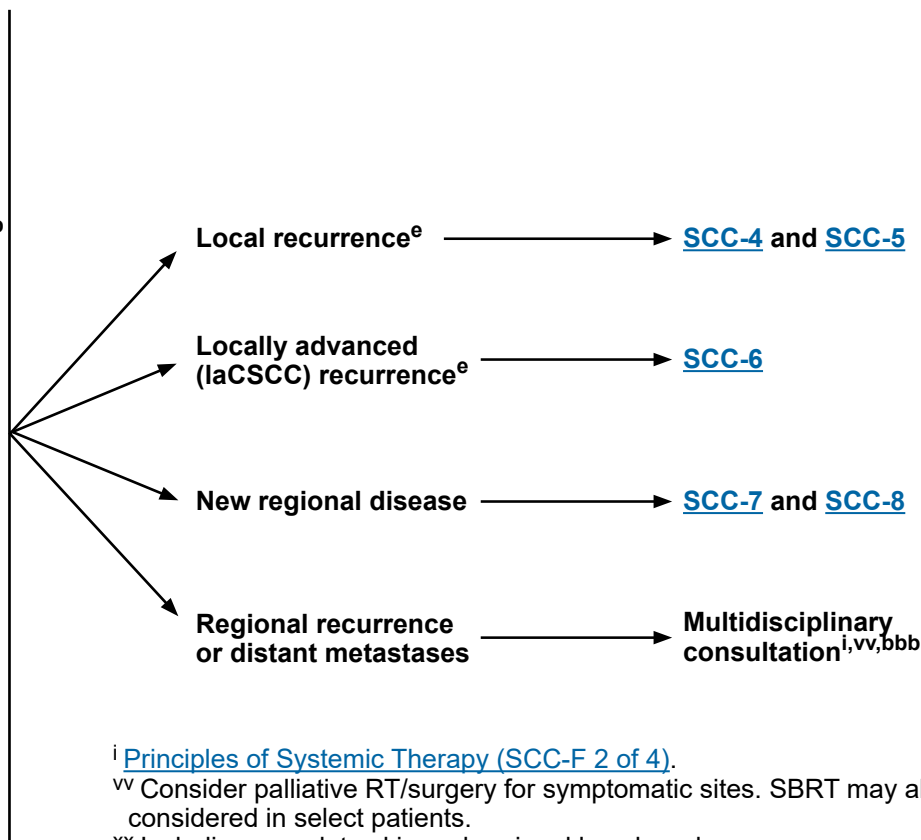 Local recurrence^e
SCC-4 and SCC-5
Locally advanced
(laCSCC) recurrence^e
SCC-6
New regional disease
SCC-7 and SCC-8
Regional recurrence
or distant metastases
Multidisciplinary
consultation^i,vv,bbb
i Principles of Systemic Therapy (SCC-F 2 of 4).
vv Consider palliative RT/surgery for symptomatic sites. SBRT may
considered in select patients.